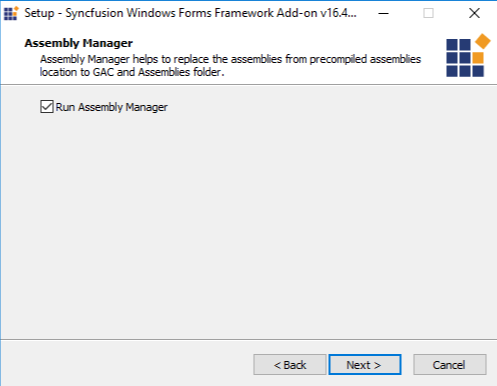 Setup - Syncfusion Windows Forms Framework Add-on v16.4...
Assembly Manager
Assembly Manager helps to replace the assemblies from precompiled assemblies
location to GAC and Assemblies folder.
Run Assembly Manager
< Back
Next >
Cancel